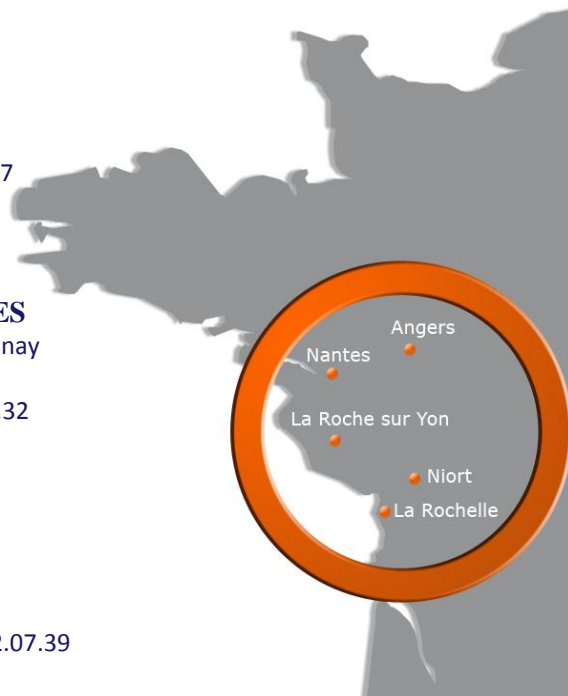 7
ES
nay
32
2.07.39
Angers
Nantes
La Roche sur Yon
Niort
La Rochelle